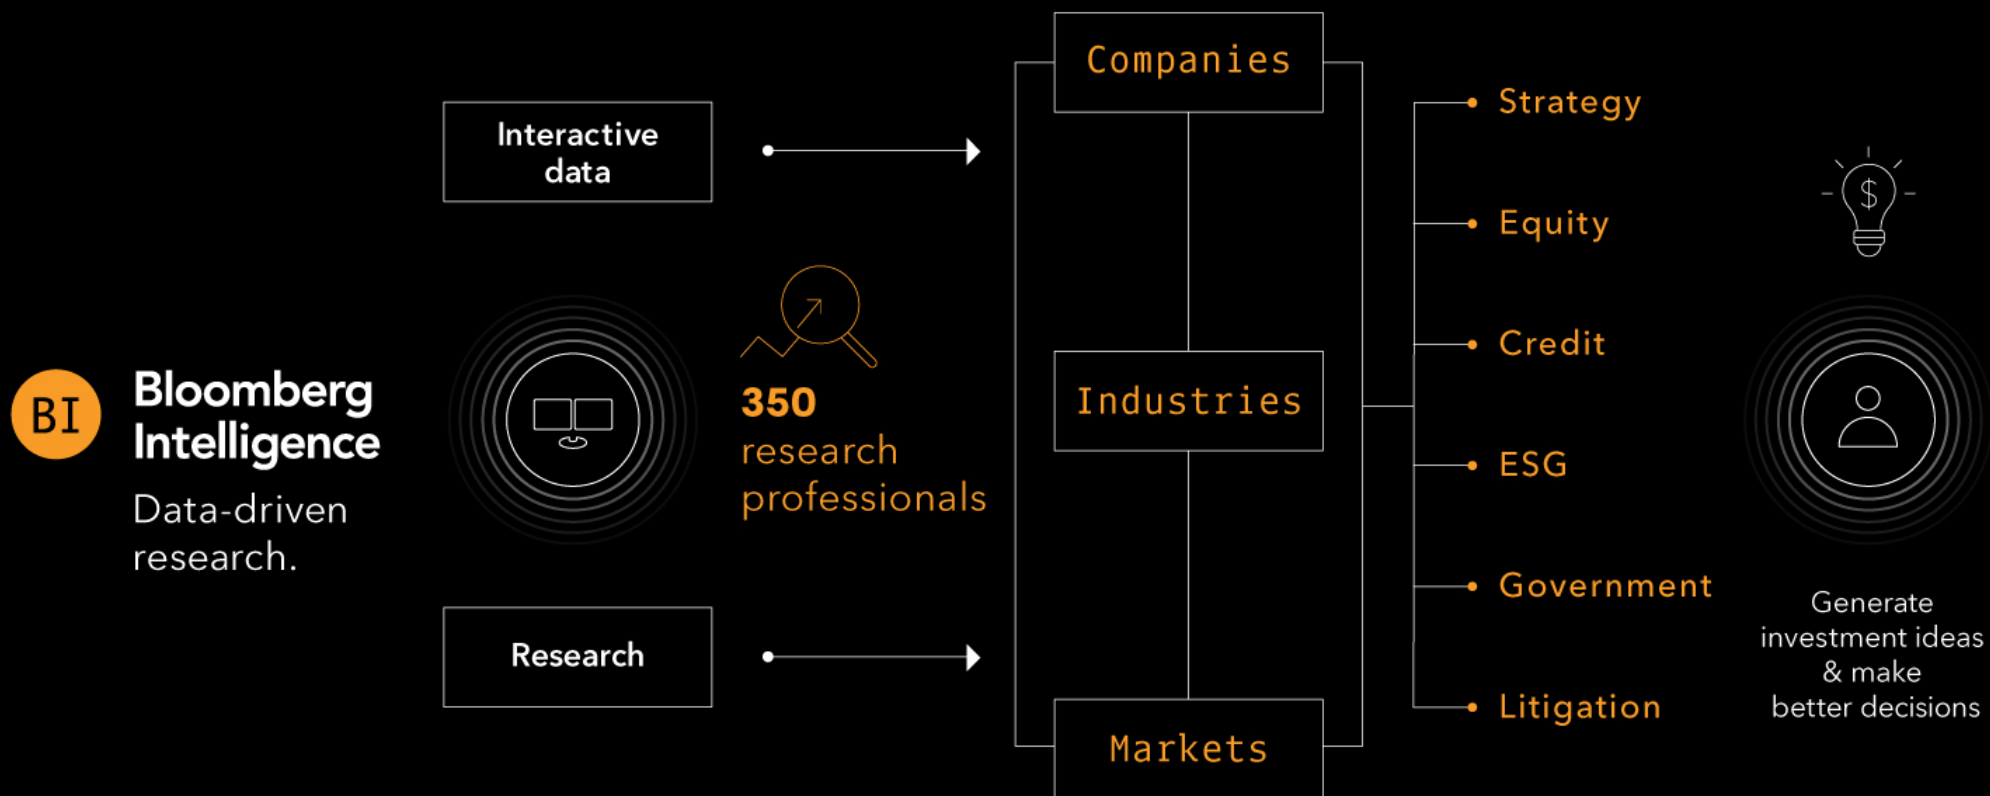 BI
Bloomberg
Intelligence
Data-driven
research.
Interactive
data
350
research
professionals
Research
Companies
Industries
Markets
Strategy
Equity
Credit
ESG
Government
Litigation
$
Generate
investment ideas
& make
better decisions